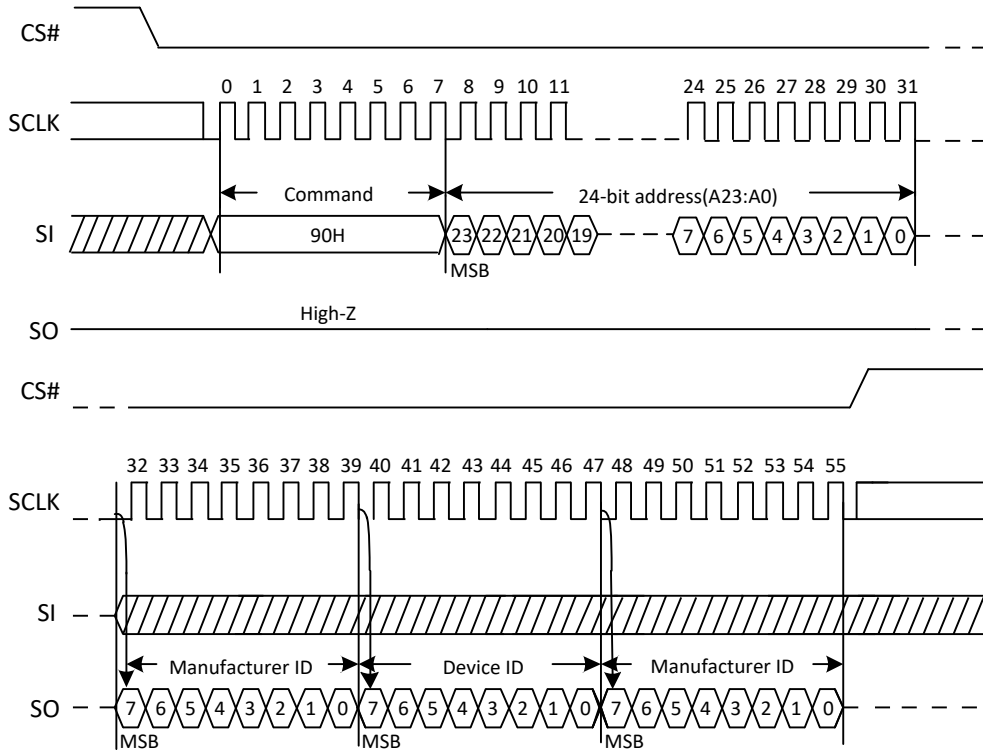 CS#
0 1 2 3 4 5 6 7 8 9 10 11 24 25 26 27 28 29 30 31
SCLK
Command 24-bit address(A23:A0)
SI 90H 23 22 21 20 19 7 6 5 4 3 2 1 0
MSB
High-Z
SO
CS#
32 33 34 35 36 37 38 39 40 41 42 43 44 45 46 47 48 49 50 51 52 53 54 55
SCLK
SI
Manufacturer ID Device ID Manufacturer ID
SO 7 6 5 4 3 2 1 0 7 6 5 4 3 2 1 0 7 6 5 4 3 2 1 0
MSB MSB MSB